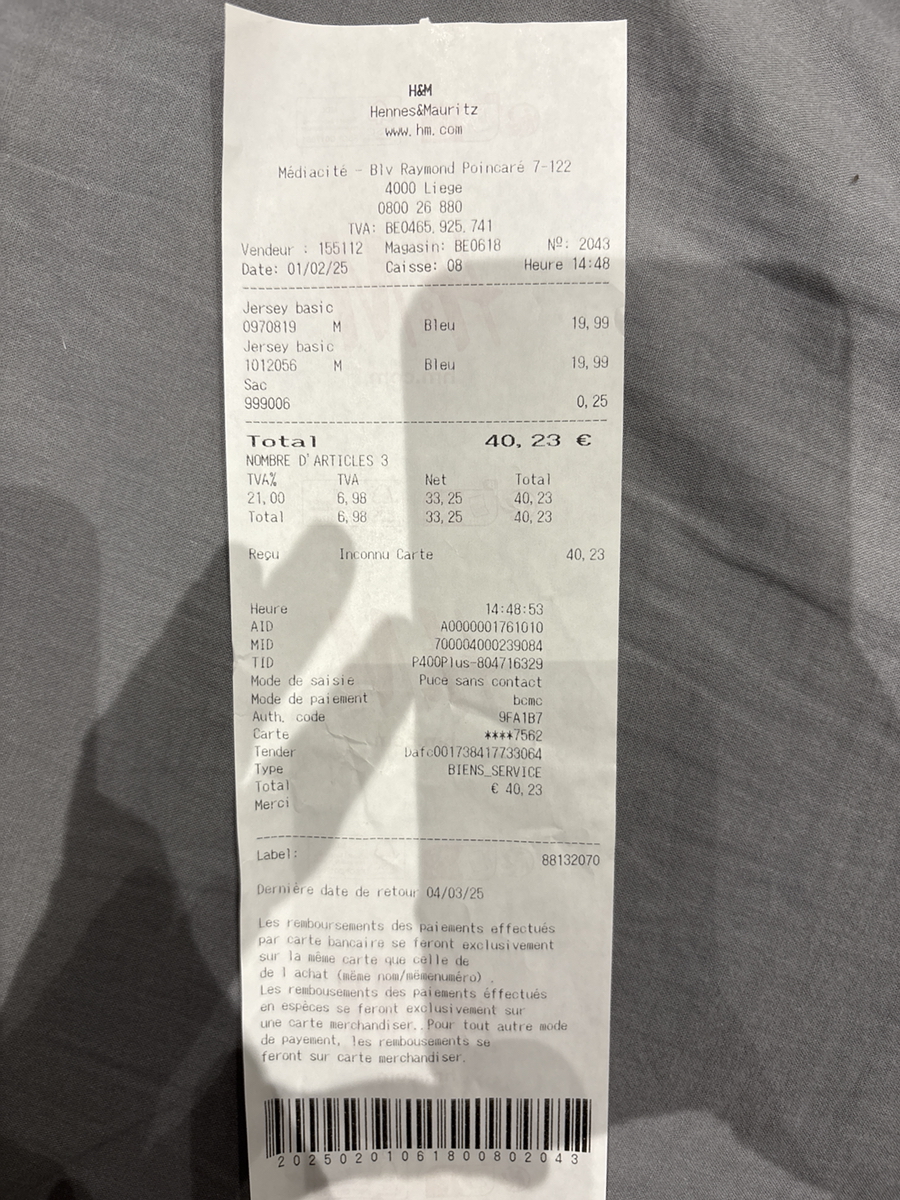 H&M
Hennes&Mauritz
www.hm.com
Médiacité - Blv Raymond Poincaré 7-122
4000 Liege
0800 26 880
TVA: BE0465.925.741
Vendeur : 155112 Magasin: BE0618 Nº: 2043
Date: 01/02/25 Caisse: 08 Heure 14:48
Jersey basic
0970819 M Bleu 19,99
Jersey basic
1012056 M Bleu 19,99
Sac
999006 0,25
Total 40,23 €
NOMBRE D'ARTICLES 3
TVA% TVA Net Total
21,00 6,98 33,25 40,23
Total 6,98 33,25 40,23
Reçu Inconnu Carte 40,23
Heure 14:48:53
AID A0000001761010
MID 700004000239084
TID P400Plus-804716329
Mode de saisie Puce sans contact
Mode de paiement bcmc
Auth. code 9FA1B7
Carte ****7562
Tender Dafc001738417733064
Type BIENS_SERVICE
Total € 40,23
Merci
Label: 88132070
Dernière date de retour 04/03/25
Les remboursements des paiements effectués
par carte bancaire se feront exclusivement
sur la même carte que celle de
de l achat (même nom/mêmenuméro) .
Les rembousements des paiements éffectués
en espèces se feront exclusivement sur
une carte merchandiser..Pour tout autre mode
de payement, les rembousements se
feront sur carte merchandiser.
2025020106180080 2043